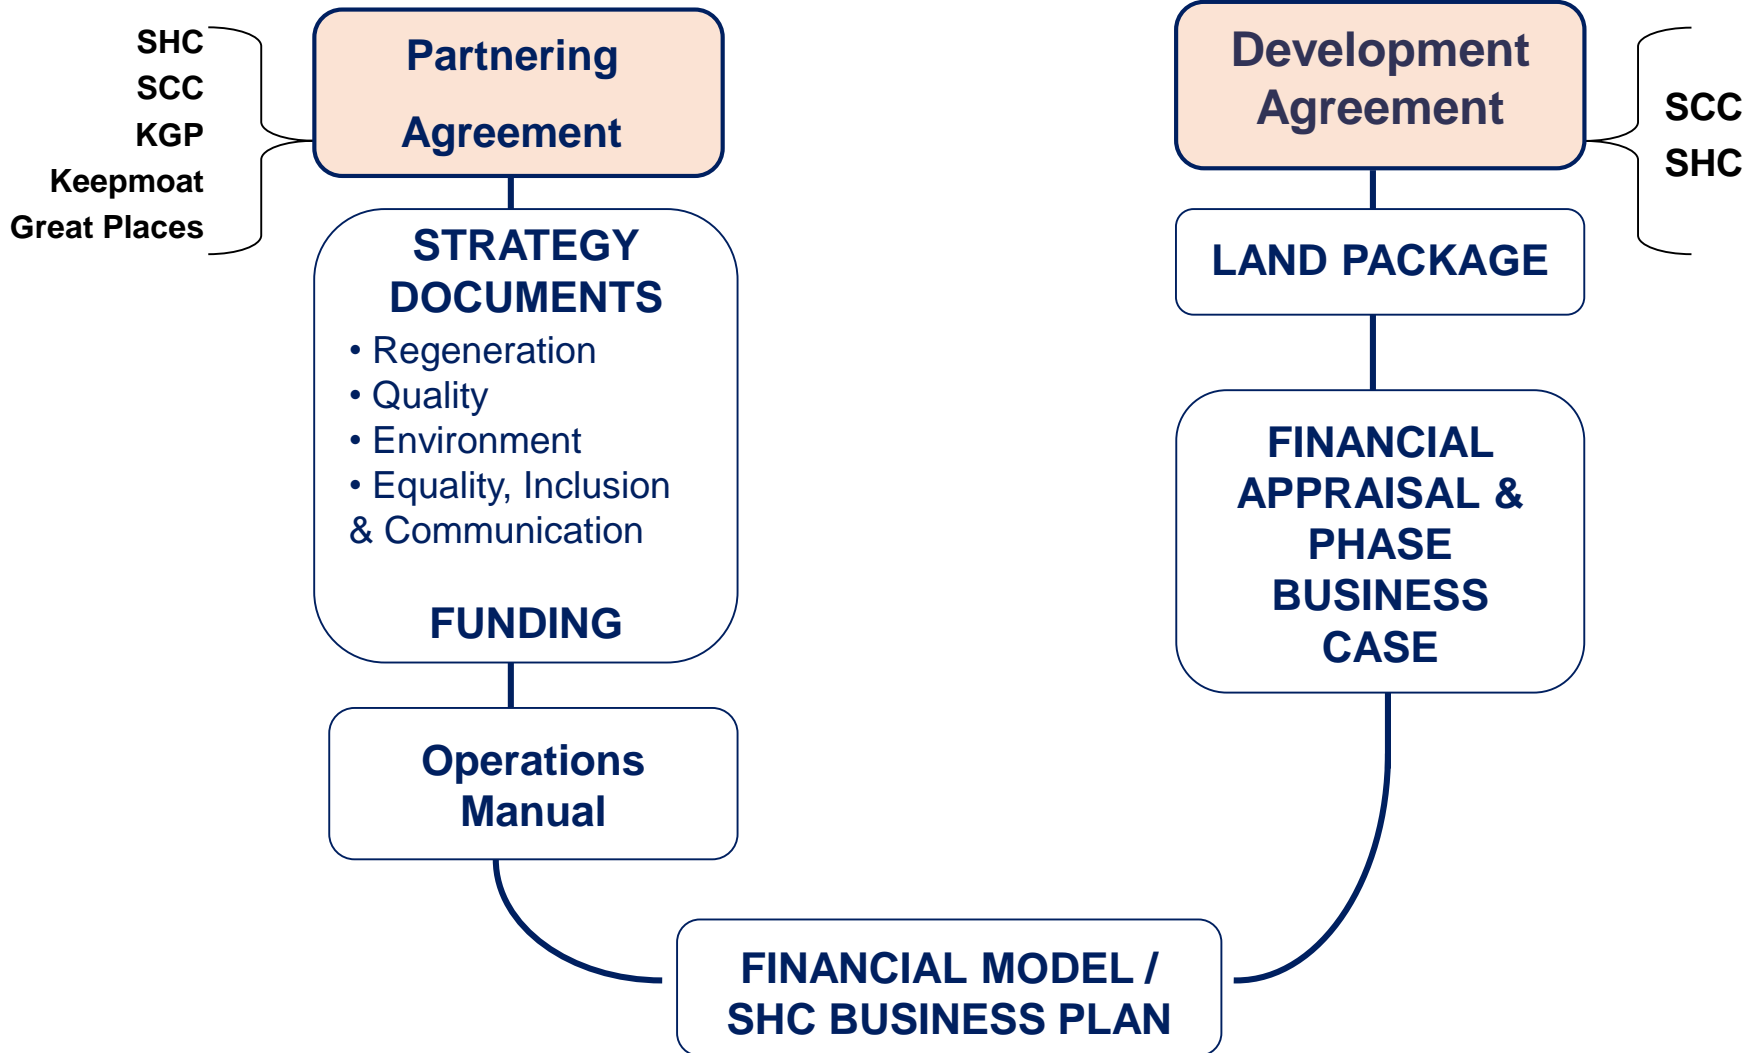 SHC
SCC
KGP
Keepmoat
Great Places
Partnering
Agreement
STRATEGY
DOCUMENTS
• Regeneration
• Quality
• Environment
• Equality, Inclusion
& Communication
FUNDING
Operations
Manual
Development
Agreement
SCC
SHC
LAND PACKAGE
FINANCIAL
APPRAISAL &
PHASE
BUSINESS
CASE
FINANCIAL MODEL /
SHC BUSINESS PLAN